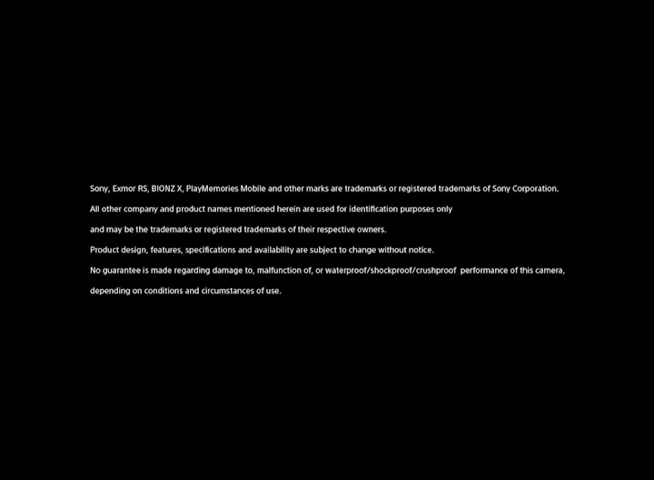 Sony, Exmor RS, BIONZ X, PlayMemories Mobile and other marks are trademarks or registered trademarks of Sony Corporation.
All other company and product names mentioned herein are used for identification purposes only
and may be the trademarks or registered trademarks of their respective owners.
Product design, features, specifications and availability are subject to change without notice.
No guarantee is made regarding damage to, malfunction of, or waterproof/shockproof/crushproof performance of this camera,
depending on conditions and circumstances of use.